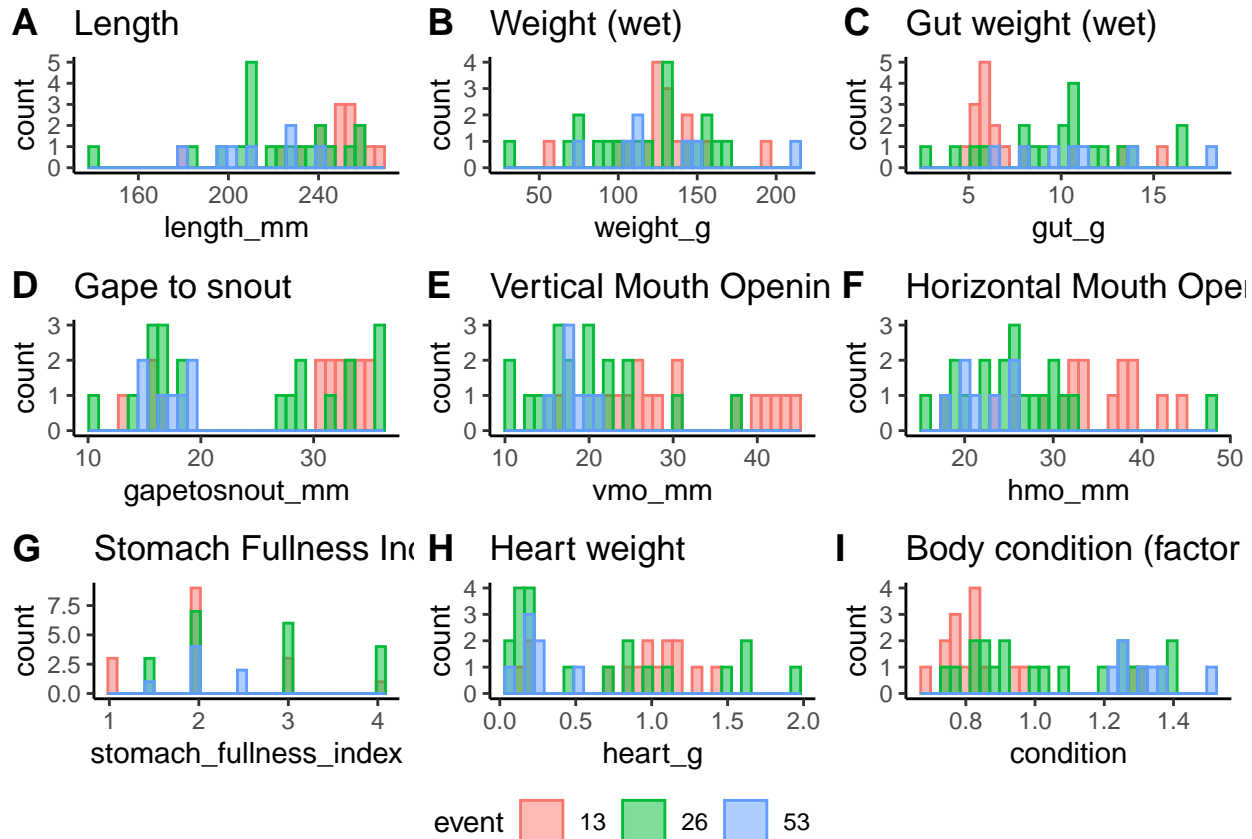 A Length
B Weight (wet)
C Gut weight (wet)
count
5
4
3
2
1
0
160 200 240
length_mm
count
4
3
2
1
0
50 100 150 200
weight_g
count
5
4
3
2
1
0
5 10 15
gut_g
D Gape to snout
E Vertical Mouth Openin
F Horizontal Mouth Oper
count
3
2
1
0
10 20 30
gapetosnout_mm
count
3
2
1
0
10 20 30 40
vmo_mm
count
3
2
1
0
20 30 40 50
hmo_mm
G Stomach Fullness Inc
H Heart weight
I Body condition (factor
count
7.5
5.0
2.5
0.0
1 2 3 4
stomach_fullness_index
count
4
3
2
1
0
0.0 0.5 1.0 1.5 2.0
heart_g
count
4
3
2
1
0
0.8 1.0 1.2 1.4
condition
event 13 26 53